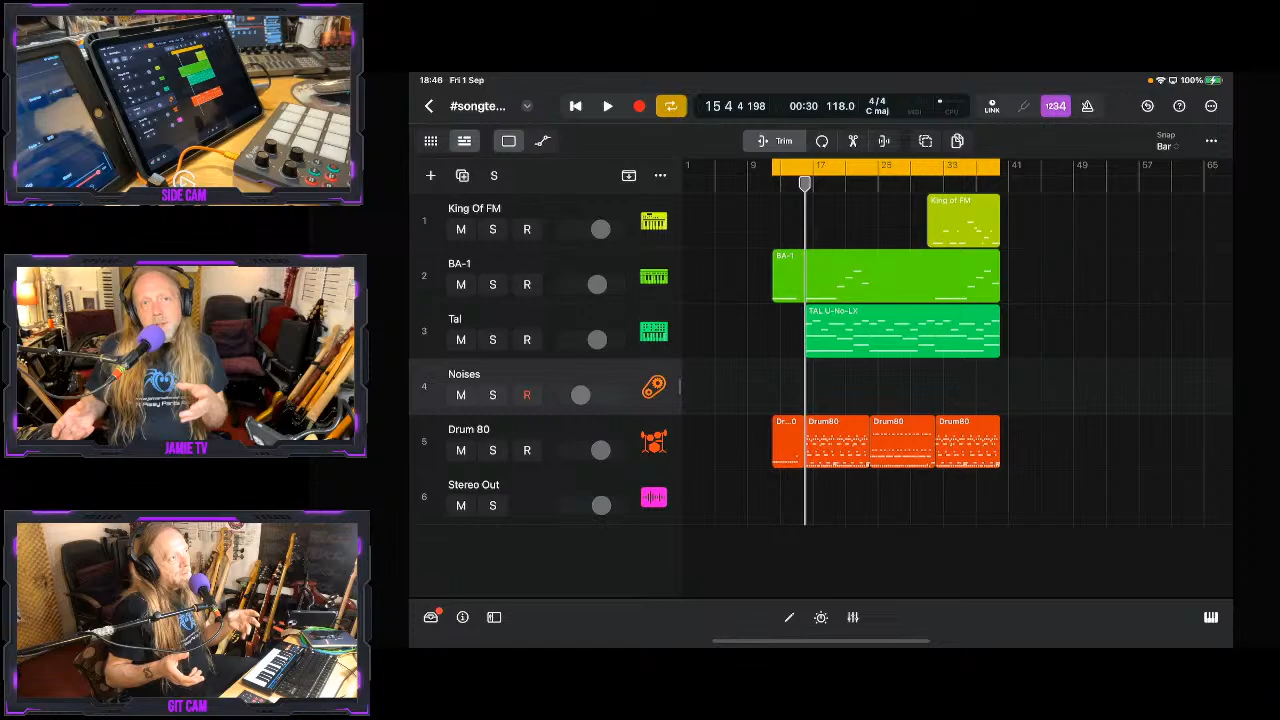 SIDE CAM
JAMIE TV
GIT CAM
18:46 Fri 1 Sep
100%
#songte...
15 4 4 198
00:30
118.0
4/4
C maj
MIDI
LINK
1234
Trim
Snap
Bar
1 9 17 25 33 41 49 57 65
S
1 King Of FM
M S R
King of FM
2 BA-1
M S R
BA-1
3 Tal
M S R
TAL U-No-LX
4 Noises
M S R
5 Drum 80
M S R
Dr...0 Drum80 Drum80 Drum80
6 Stereo Out
M S